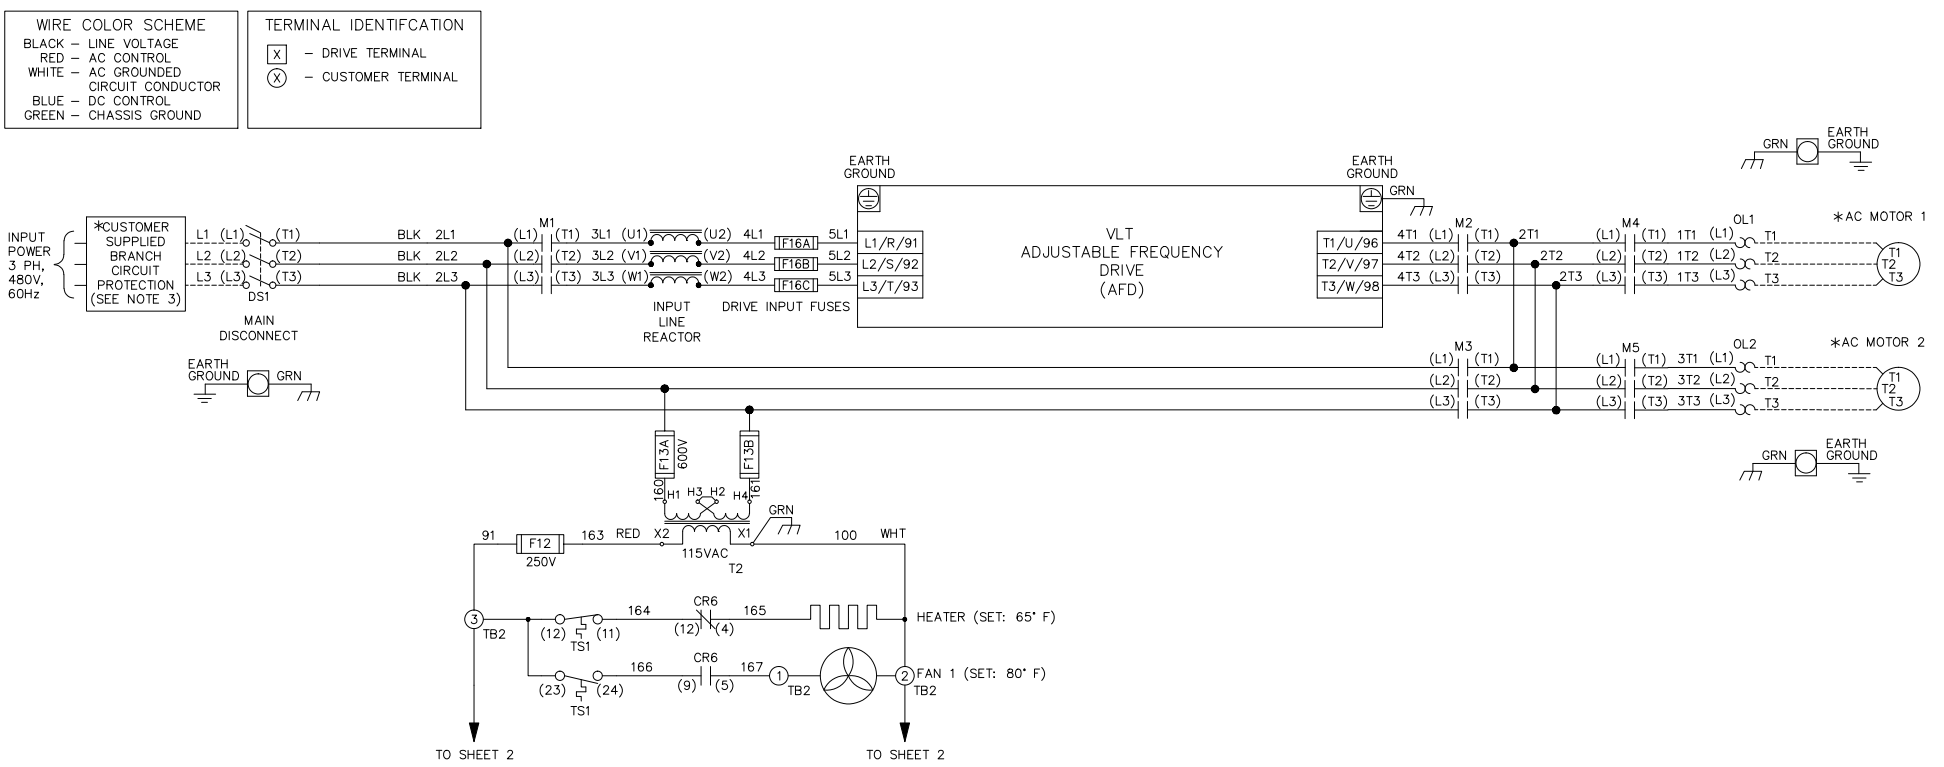 WIRE COLOR SCHEME
BLACK – LINE VOLTAGE
RED – AC CONTROL
WHITE – AC GROUNDED
CIRCUIT CONDUCTOR
BLUE – DC CONTROL
GREEN – CHASSIS GROUND
TERMINAL IDENTIFCATION
X – DRIVE TERMINAL
X – CUSTOMER TERMINAL
INPUT
POWER
3 PH,
480V,
60Hz
*CUSTOMER
SUPPLIED
BRANCH
CIRCUIT
PROTECTION
(SEE NOTE 3)
L1 (L1) (T1) BLK 2L1 (L1) M1 (T1) 3L1 (U1) (U2) 4L1 F16A 5L1 L1/R/91
L2 (L2) (T2) BLK 2L2 (L2) (T2) 3L2 (V1) (V2) 4L2 F16B 5L2 L2/S/92
L3 (L3) (T3) BLK 2L3 (L3) (T3) 3L3 (W1) (W2) 4L3 F16C 5L3 L3/T/93
DS1
MAIN
DISCONNECT
INPUT
LINE
REACTOR
DRIVE INPUT FUSES
EARTH
GROUND
GRN
EARTH
GROUND
VLT
ADJUSTABLE FREQUENCY
DRIVE
(AFD)
EARTH
GROUND
GRN
T1/U/96 4T1 (L1) M2 (T1) 2T1 (L1) M4 (T1) 1T1 (L1) OL1 T1
T2/V/97 4T2 (L2) (T2) 2T2 (L2) (T2) 1T2 (L2) T2
T3/W/98 4T3 (L3) (T3) 2T3 (L3) (T3) 1T3 (L3) T3
GRN
EARTH
GROUND
*AC MOTOR 1
T1
T2
T3
(L1) M3 (T1) (L1) M5 (T1) 3T1 (L1) OL2 T1
(L2) (T2) (L2) (T2) 3T2 (L2) T2
(L3) (T3) (L3) (T3) 3T3 (L3) T3
*AC MOTOR 2
T1
T2
T3
GRN
EARTH
GROUND
F13A
600V
F13B
160
161
H1 H3 H2 H4
GRN
91 F12 163 RED X2 X1 100 WHT
250V
115VAC
T2
3
TB2
(12) (11) 164 CR6 165
TS1
(12) (4)
HEATER (SET: 65° F)
(23) (24) 166 CR6 167 1
TS1
(9) (5)
TB2
2
TB2
FAN 1 (SET: 80° F)
TO SHEET 2
TO SHEET 2